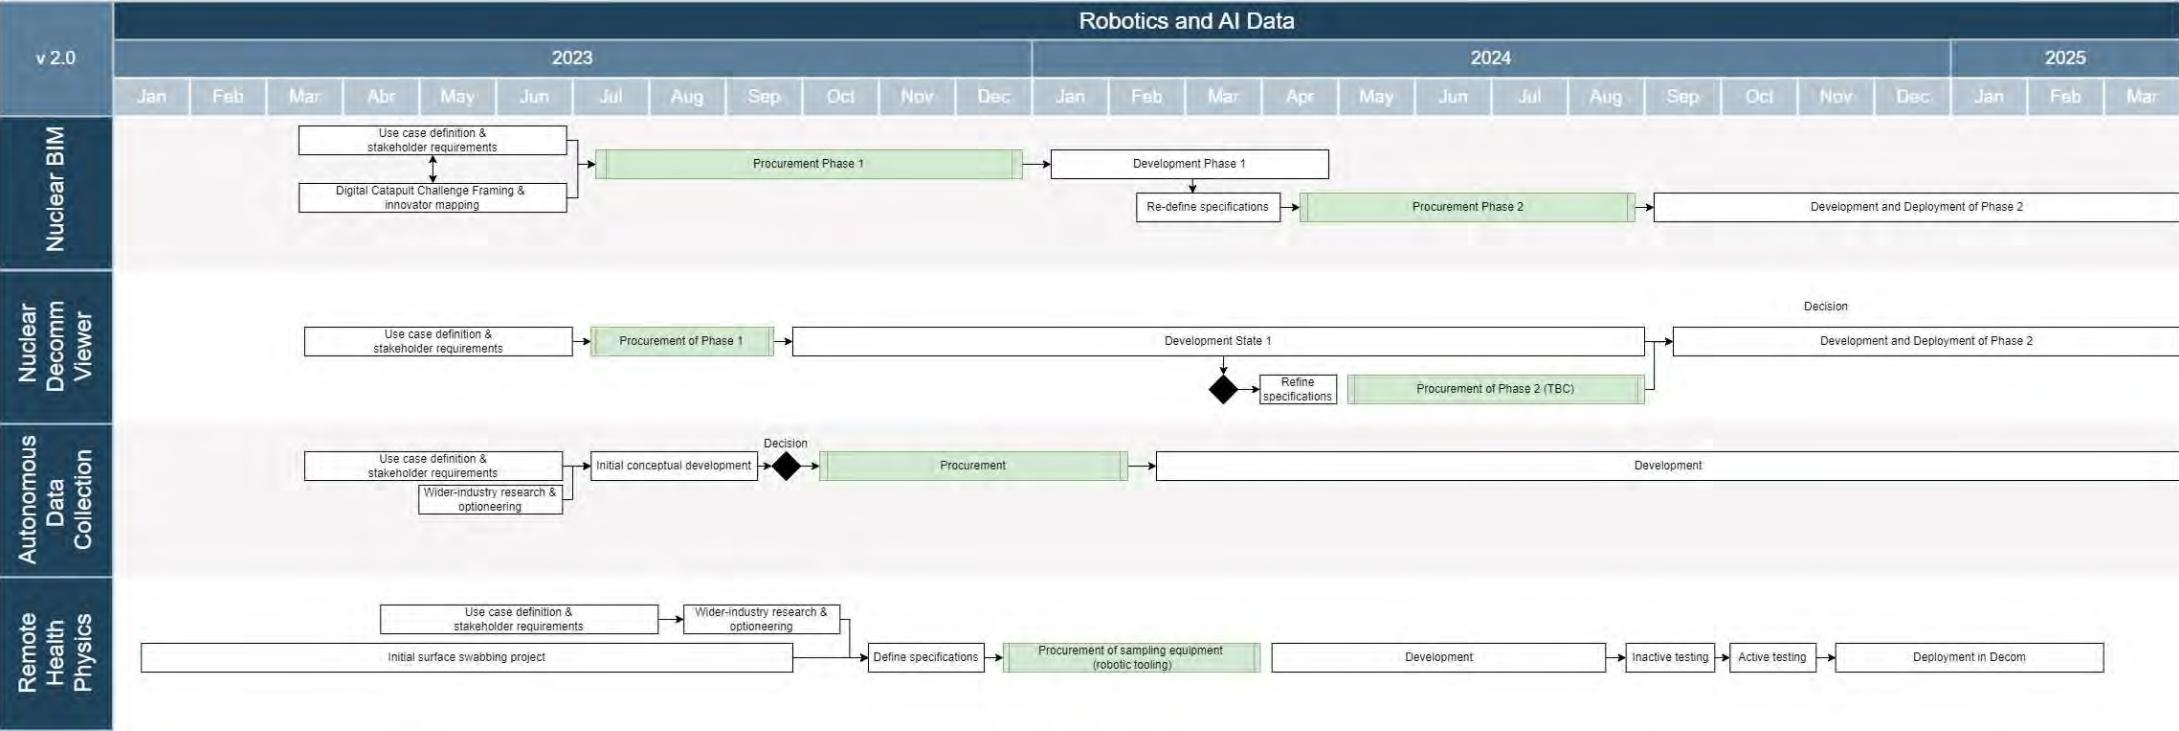 Robotics and AI Data
v 2.0
2023
2024
2025
Jan
Feb
Mar
Abr
May
Jun
Jul
Aug
Sep
Oct
Nov
Dec
Jan
Feb
Mar
Apr
May
Jun
Jul
Aug
Sep
Oct
Nov
Dec
Jan
Feb
Mar
Nuclear BIM
Use case definition &
stakeholder requirements
Digital Catapult Challenge Framing &
innovator mapping
Procurement Phase 1
Development Phase 1
Re-define specifications
Procurement Phase 2
Development and Deployment of Phase 2
Nuclear
Decomm
Viewer
Decision
Use case definition &
stakeholder requirements
Procurement of Phase 1
Development State 1
Development and Deployment of Phase 2
Refine
specifications
Procurement of Phase 2 (TBC)
Autonomous
Data
Collection
Decision
Use case definition &
stakeholder requirements
Wider-industry research &
optioneering
Initial conceptual development
Procurement
Development
Remote
Health
Physics
Use case definition &
stakeholder requirements
Wider-industry research &
optioneering
Initial surface swabbing project
Define specifications
Procurement of sampling equipment
(robotic tooling)
Development
Inactive testing
Active testing
Deployment in Decom